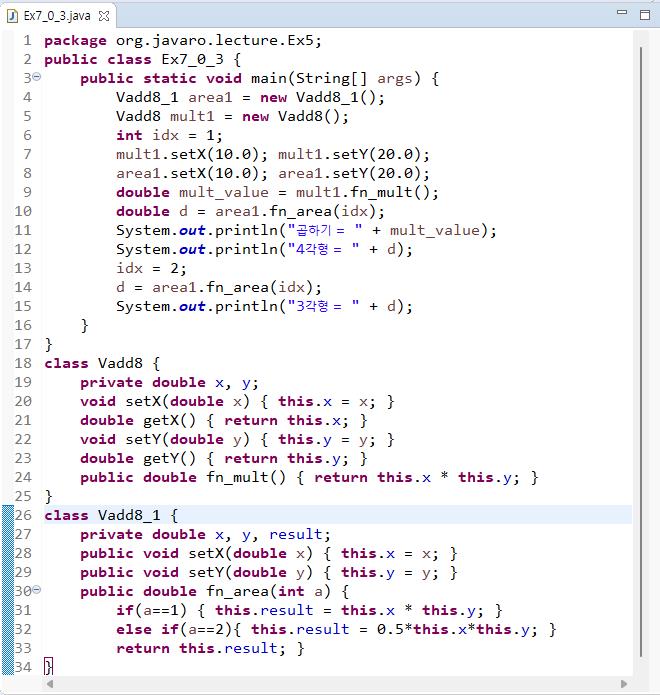 Ex7_0_3.java
1 package org.javaro.lecture.Ex5;
2 public class Ex7_0_3 {
3 public static void main(String[] args) {
4 Vadd8_1 area1 = new Vadd8_1();
5 Vadd8 mult1 = new Vadd8();
6 int idx = 1;
7 mult1.setX(10.0); mult1.setY(20.0);
8 area1.setX(10.0); area1.setY(20.0);
9 double mult_value = mult1.fn_mult();
10 double d = area1.fn_area(idx);
11 System.out.println("곱하기 = " + mult_value);
12 System.out.println("4각형 = " + d);
13 idx = 2;
14 d = area1.fn_area(idx);
15 System.out.println("3각형 = " + d);
16 }
17 }
18 class Vadd8 {
19 private double x, y;
20 void setX(double x) { this.x = x; }
21 double getX() { return this.x; }
22 void setY(double y) { this.y = y; }
23 double getY() { return this.y; }
24 public double fn_mult() { return this.x * this.y; }
25 }
26 class Vadd8_1 {
27 private double x, y, result;
28 public void setX(double x) { this.x = x; }
29 public void setY(double y) { this.y = y; }
30 public double fn_area(int a) {
31 if(a==1) { this.result = this.x * this.y; }
32 else if(a==2){ this.result = 0.5*this.x*this.y; }
33 return this.result; }
34 }